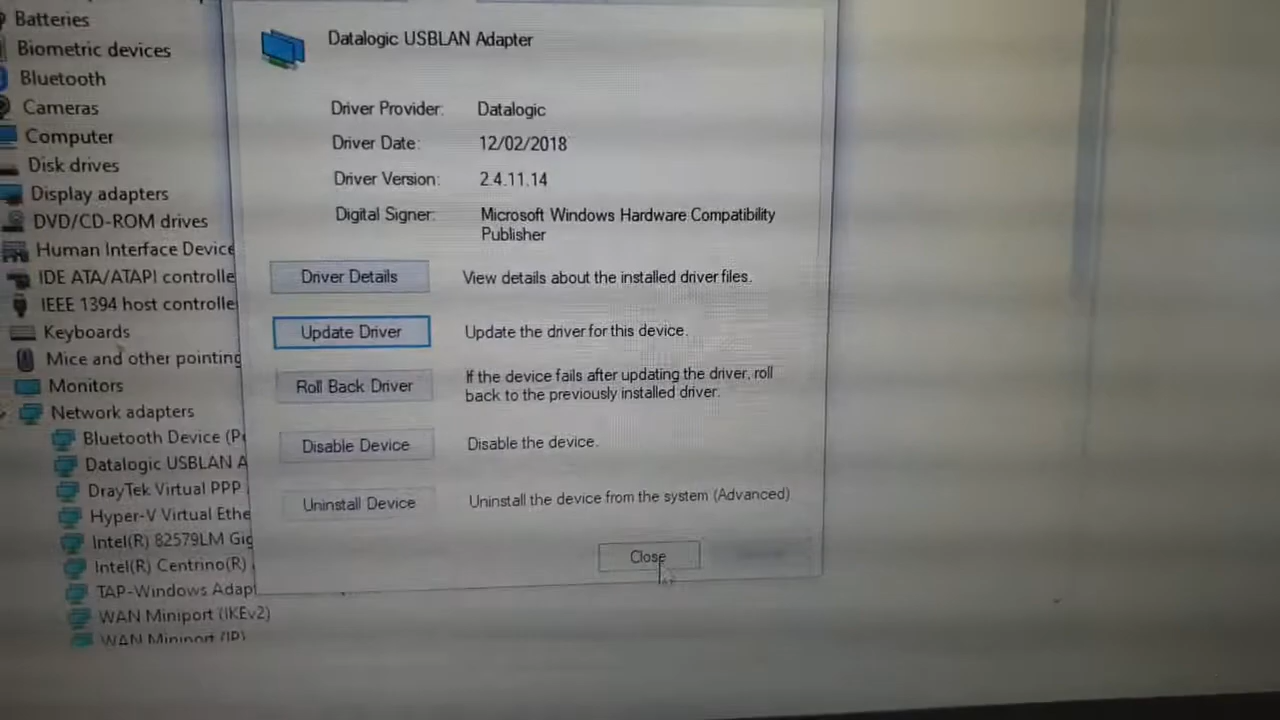 Batteries
Biometric devices
Bluetooth
Cameras
Computer
Disk drives
Display adapters
DVD/CD-ROM drives
Human Interface Device
IDE ATA/ATAPI controlle
IEEE 1394 host controlle
Keyboards
Mice and other pointing
Monitors
Network adapters
Bluetooth Device (P
Datalogic USBLAN A
DrayTek Virtual PPP
Hyper-V Virtual Ethe
Intel(R) 82579LM Gig
Intel(R) Centrino(R)
TAP-Windows Adap
WAN Miniport (IKEv2)
WAN Miniport (IP)
Datalogic USBLAN Adapter
Driver Provider: Datalogic
Driver Date: 12/02/2018
Driver Version: 2.4.11.14
Digital Signer: Microsoft Windows Hardware Compatibility
Publisher
Driver Details View details about the installed driver files.
Update Driver Update the driver for this device.
Roll Back Driver If the device fails after updating the driver, roll
back to the previously installed driver.
Disable Device Disable the device.
Uninstall Device Uninstall the device from the system (Advanced)
Close